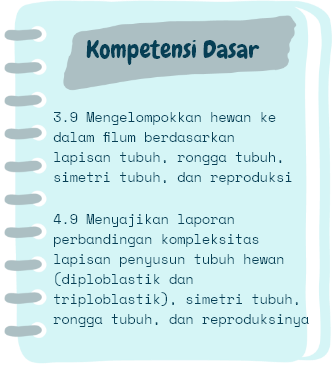 Kompetensi Dasar
3.9 Mengelompokkan hewan ke
dalam filum berdasarkan
lapisan tubuh, rongga tubuh,
simetri tubuh, dan reproduksi
4.9 Menyajikan laporan
perbandingan kompleksitas
lapisan penyusun tubuh hewan
(diploblastik dan
triploblastik), simetri tubuh,
rongga tubuh, dan reproduksinya